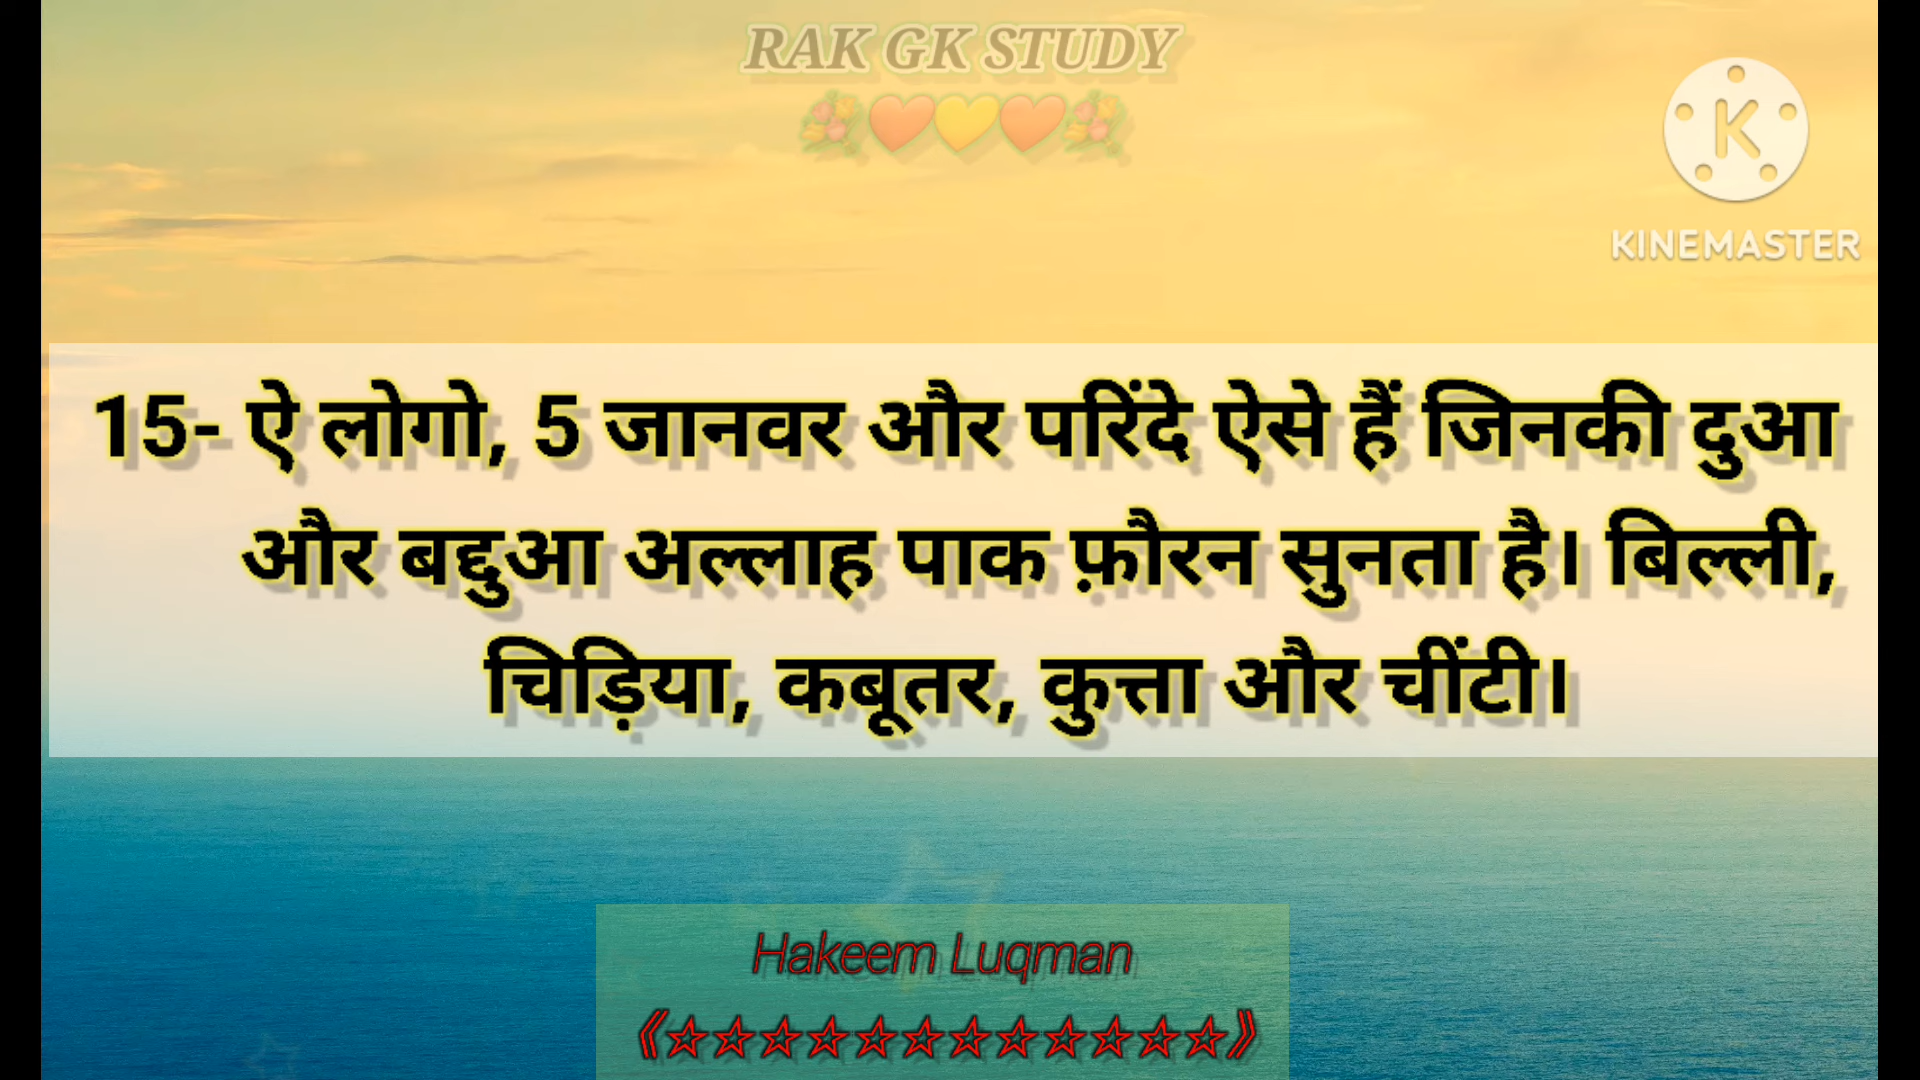 RAK GK STUDY
K
KINEMASTER
15- ऐ लोगो, 5 जानवर और परिंदे ऐसे हैं जिनकी दुआ
और बद्दुआ अल्लाह पाक फ़ौरन सुनता है। बिल्ली,
चिड़िया, कबूतर, कुत्ता और चींटी।
Hakeem Luqman
《☆☆☆☆☆☆☆☆☆☆☆☆》